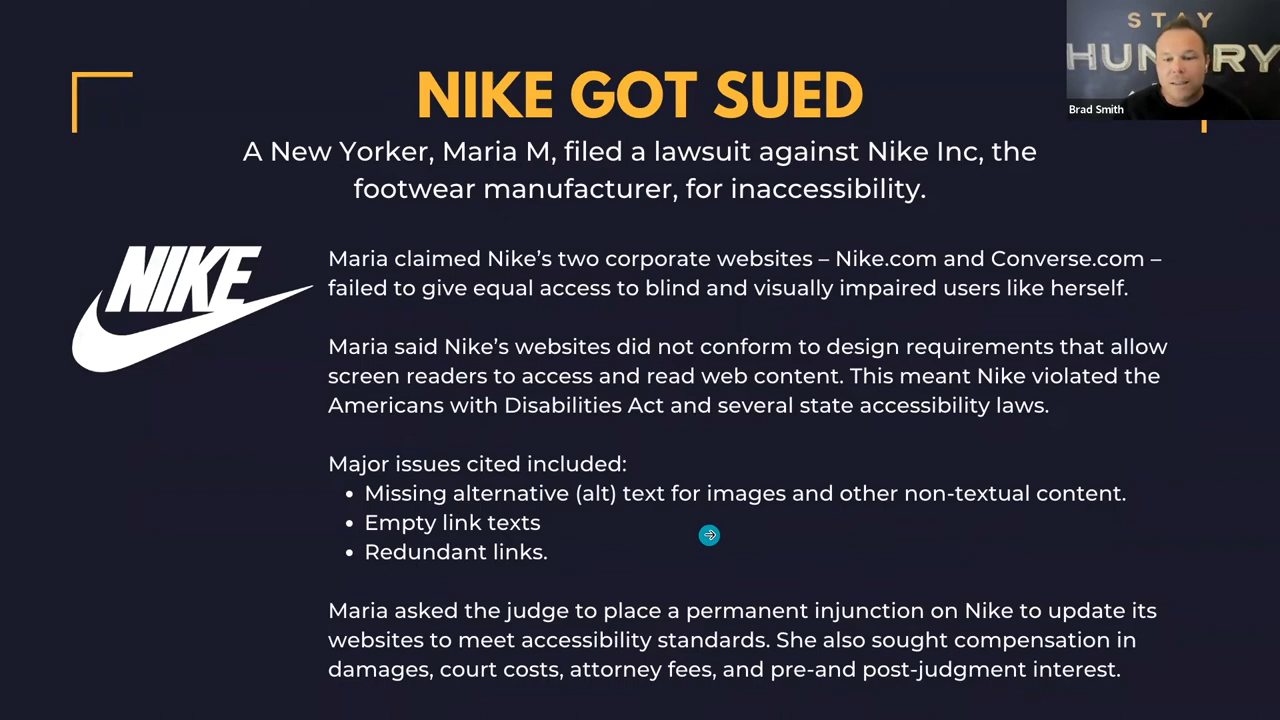 STAY
HUNGRY
Brad Smith
NIKE GOT SUED
A New Yorker, Maria M, filed a lawsuit against Nike Inc, the
footwear manufacturer, for inaccessibility.
NIKE
Maria claimed Nike’s two corporate websites – Nike.com and Converse.com –
failed to give equal access to blind and visually impaired users like herself.
Maria said Nike’s websites did not conform to design requirements that allow
screen readers to access and read web content. This meant Nike violated the
Americans with Disabilities Act and several state accessibility laws.
Major issues cited included:
• Missing alternative (alt) text for images and other non-textual content.
• Empty link texts
• Redundant links.
Maria asked the judge to place a permanent injunction on Nike to update its
websites to meet accessibility standards. She also sought compensation in
damages, court costs, attorney fees, and pre-and post-judgment interest.